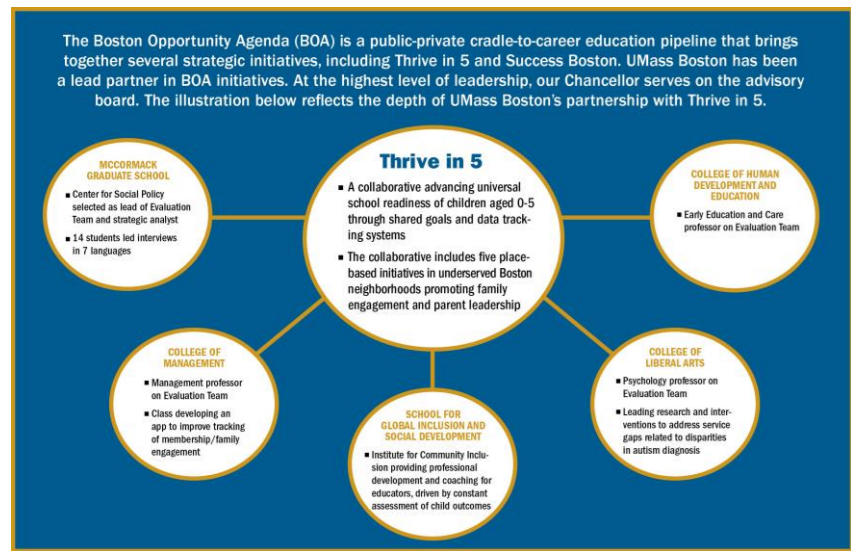 The Boston Opportunity Agenda (BOA) is a public-private cradle-to-career education pipeline that brings
together several strategic initiatives, including Thrive in 5 and Success Boston. UMass Boston has been
a lead partner in BOA initiatives. At the highest level of leadership, our Chancellor serves on the advisory
board. The illustration below reflects the depth of UMass Boston's partnership with Thrive in 5.
MCCORMACK
GRADUATE SCHOOL
■ Center for Social Policy
selected as lead of Evaluation
Team and strategic analyst
■ 14 students led interviews
in 7 languages
Thrive in 5
■ A collaborative advancing universal
school readiness of children aged 0-5
through shared goals and data track-
ing systems
■ The collaborative includes five place-
based initiatives in underserved Boston
neighborhoods promoting family
engagement and parent leadership
COLLEGE OF HUMAN
DEVELOPMENT AND
EDUCATION
■ Early Education and Care
professor on Evaluation Team
COLLEGE OF
MANAGEMENT
■ Management professor
on Evaluation Team
■ Class developing an
app to improve tracking
of membership/family
engagement
SCHOOL FOR
GLOBAL INCLUSION AND
SOCIAL DEVELOPMENT
■ Institute for Community Inclu-
sion providing professional
development and coaching for
educators, driven by constant
assessment of child outcomes
COLLEGE OF
LIBERAL ARTS
■ Psychology professor on
Evaluation Team
■ Leading research and inter-
ventions to address service
gaps related to disparities
in autism diagnosis